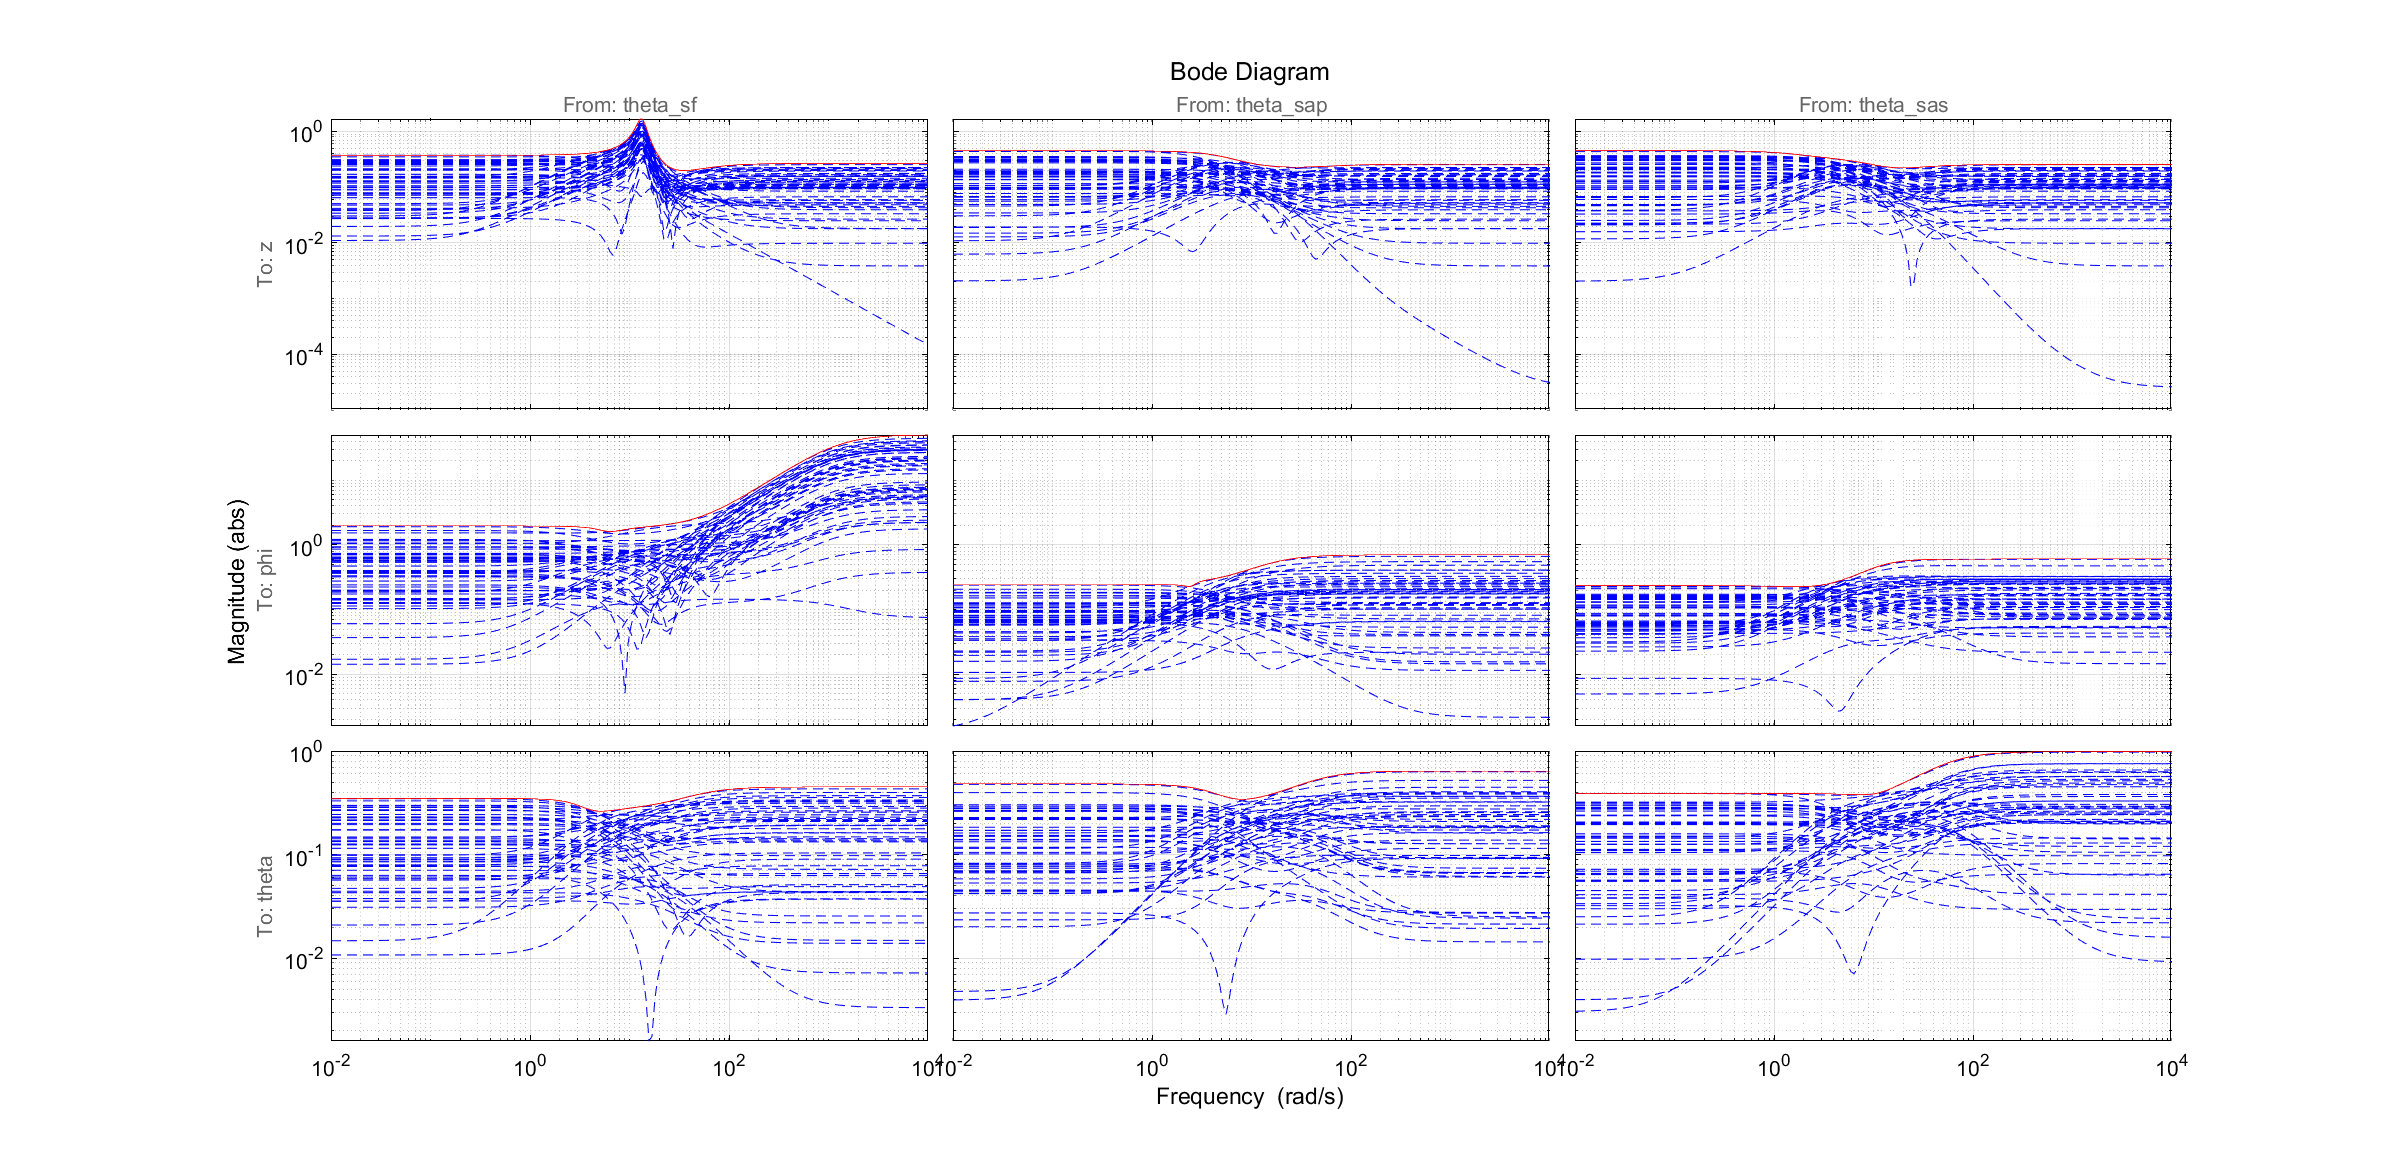 Bode Diagram
From: theta_sf
From: theta_sap
From: theta_sas
10^0
10^-2
10^-4
To: z
Magnitude (abs)
10^0
10^-2
To: phi
10^0
10^-1
10^-2
To: theta
10^-2 10^0 10^2 10^4
10^-2 10^0 10^2 10^4
10^-2 10^0 10^2 10^4
Frequency (rad/s)